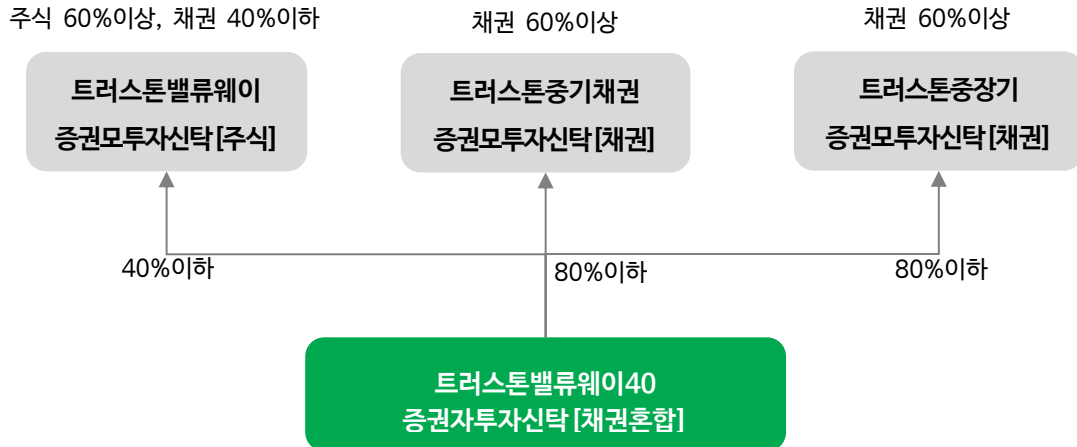 주식 60%이상, 채권 40%이하
채권 60%이상
채권 60%이상
트러스톤밸류웨이
증권모투자신탁[주식]
트러스톤중기채권
증권모투자신탁[채권]
트러스톤중장기
증권모투자신탁[채권]
40%이하
80%이하
80%이하
트러스톤밸류웨이40
증권자투자신탁[채권혼합]